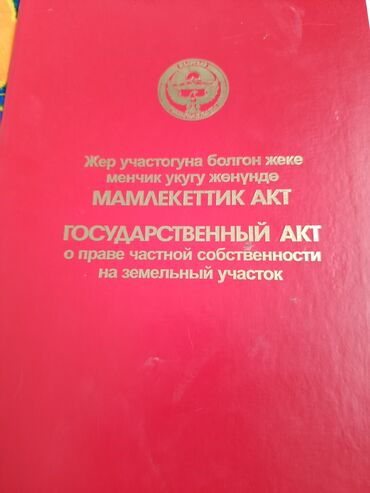 Жер участогуна болгон жеке
менчик укугу жөнүндө
МАМЛЕКЕТТИК АКТ
ГОСУДАРСТВЕННЫЙ АКТ
о праве частной собственности
на земельный участок